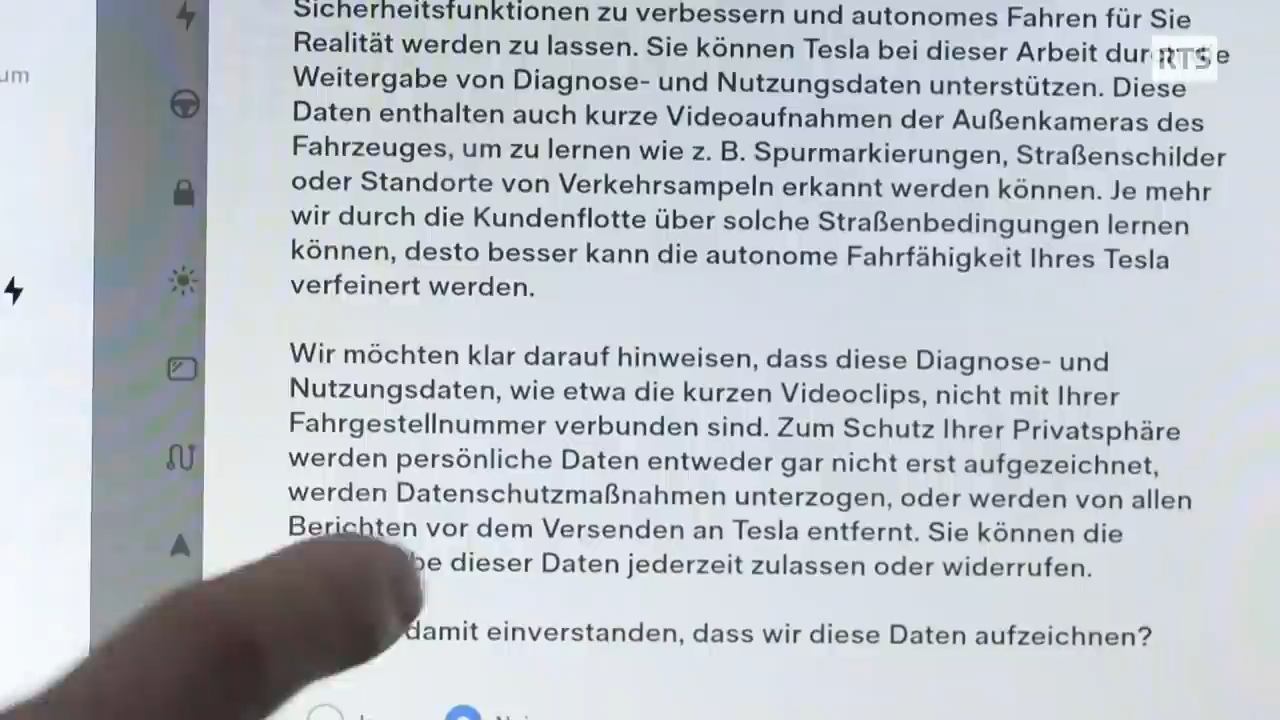 um
Sicherheitsfunktionen zu verbessern und autonomes Fahren für Sie
Realität werden zu lassen. Sie können Tesla bei dieser Arbeit
RTS
Weitergabe von Diagnose- und Nutzungsdaten unterstützen. Diese
Daten enthalten auch kurze Videoaufnahmen der Außenkameras des
Fahrzeuges, um zu lernen wie z. B. Spurmarkierungen, Straßenschilder
oder Standorte von Verkehrsampeln erkannt werden können. Je mehr
wir durch die Kundenflotte über solche Straßenbedingungen lernen
können, desto besser kann die autonome Fahrfähigkeit Ihres Tesla
verfeinert werden.
Wir möchten klar darauf hinweisen, dass diese Diagnose- und
Nutzungsdaten, wie etwa die kurzen Videoclips, nicht mit Ihrer
Fahrgestellnummer verbunden sind. Zum Schutz Ihrer Privatsphäre
werden persönliche Daten entweder gar nicht erst aufgezeichnet,
werden Datenschutzmaßnahmen unterzogen, oder werden von allen
Berichten vor dem Versenden an Tesla entfernt. Sie können die
be dieser Daten jederzeit zulassen oder widerrufen.
damit einverstanden, dass wir diese Daten aufzeichnen?